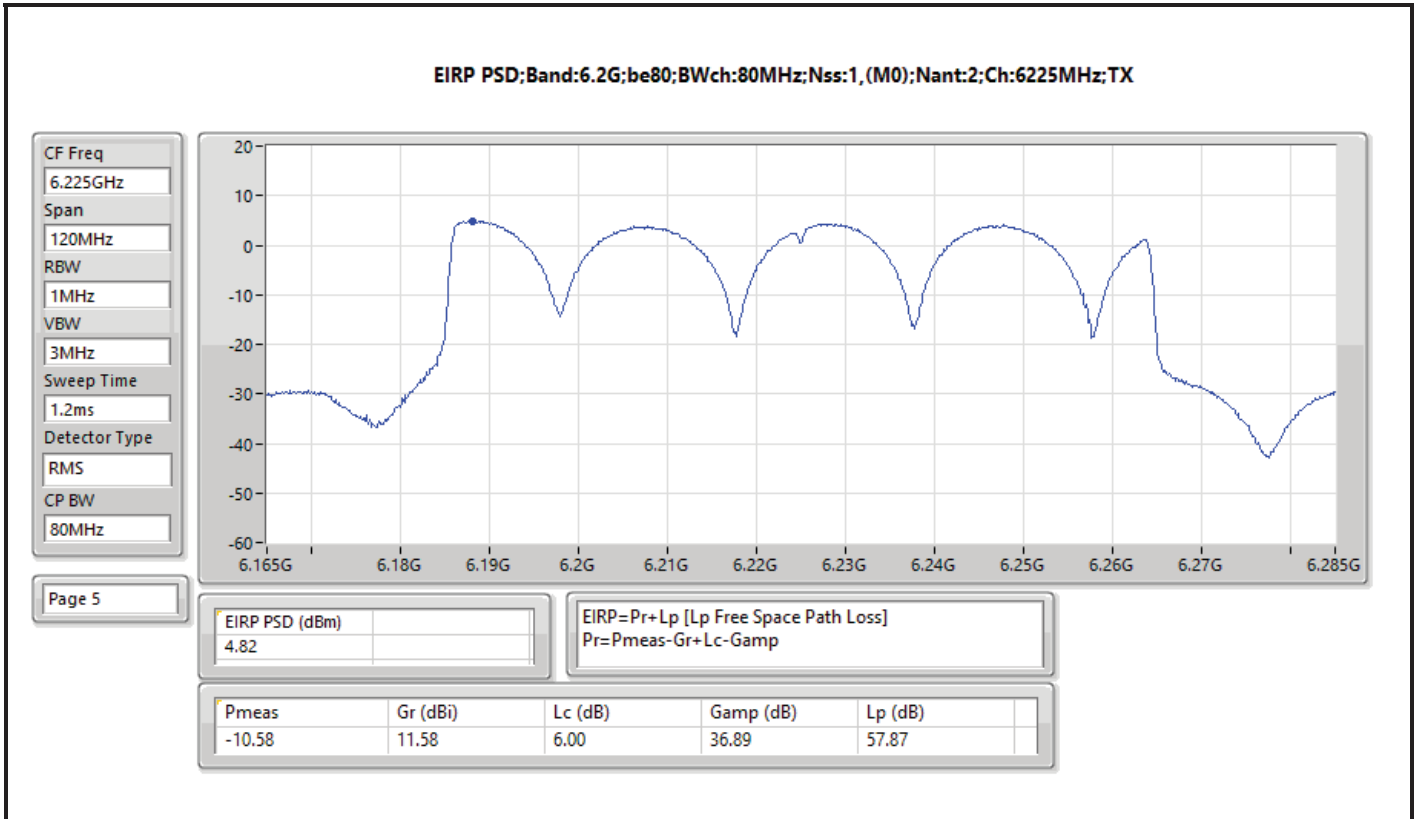 EIRP PSD;Band:6.2G;be80;BWch:80MHz;Nss:1,(M0);Nant:2;Ch:6225MHz;TX
CF Freq
6.225GHz
Span
120MHz
RBW
1MHz
VBW
3MHz
Sweep Time
1.2ms
Detector Type
RMS
CP BW
80MHz
Page 5
20
10
0
-10
-20
-30
-40
-50
-60
6.165G 6.18G 6.19G 6.2G 6.21G 6.22G 6.23G 6.24G 6.25G 6.26G 6.27G 6.285G
EIRP PSD (dBm)
4.82
EIRP=Pr+Lp [Lp Free Space Path Loss]
Pr=Pmeas-Gr+Lc-Gamp
Pmeas Gr (dBi) Lc (dB) Gamp (dB) Lp (dB)
-10.58 11.58 6.00 36.89 57.87